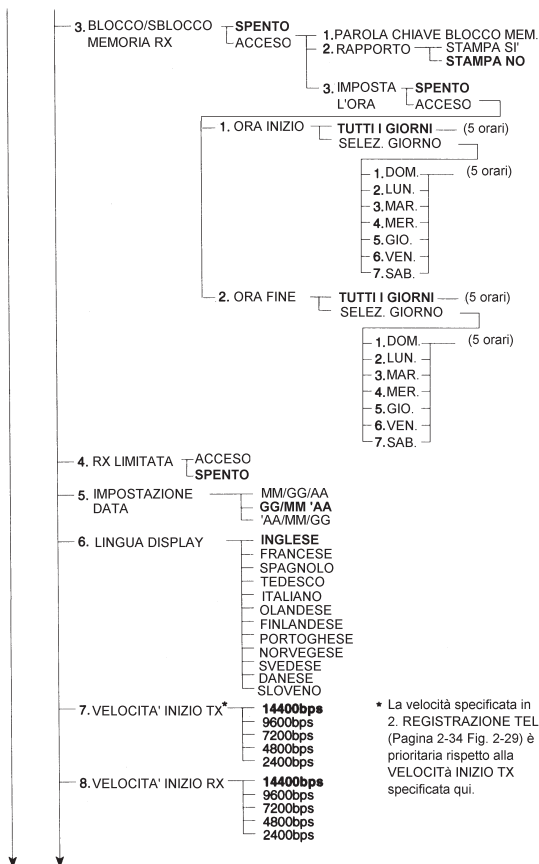 3. BLOCCO/SBLOCCO MEMORIA RX
SPENTO
ACCESO
1.PAROLA CHIAVE BLOCCO MEM.
2. RAPPORTO
STAMPA SI'
STAMPA NO
3. IMPOSTA L'ORA
SPENTO
ACCESO
1. ORA INIZIO
TUTTI I GIORNI
(5 orari)
SELEZ. GIORNO
1. DOM.
(5 orari)
2. LUN.
3. MAR.
4. MER.
5. GIO.
6. VEN.
7. SAB.
2. ORA FINE
TUTTI I GIORNI
(5 orari)
SELEZ. GIORNO
1. DOM.
(5 orari)
2. LUN.
3. MAR.
4. MER.
5. GIO.
6. VEN.
7. SAB.
4. RX LIMITATA
ACCESO
SPENTO
5. IMPOSTAZIONE DATA
MM/GG/AA
GG/MM 'AA
'AA/MM/GG
6. LINGUA DISPLAY
INGLESE
FRANCESE
SPAGNOLO
TEDESCO
ITALIANO
OLANDESE
FINLANDESE
PORTOGHESE
NORVEGESE
SVEDESE
DANESE
SLOVENO
7. VELOCITA' INIZIO TX*
14400bps
9600bps
7200bps
4800bps
2400bps
* La velocità specificata in
2. REGISTRAZIONE TEL
(Pagina 2-34 Fig. 2-29) è
prioritaria rispetto alla
VELOCITà INIZIO TX
specificata qui.
8. VELOCITA' INIZIO RX
14400bps
9600bps
7200bps
4800bps
2400bps